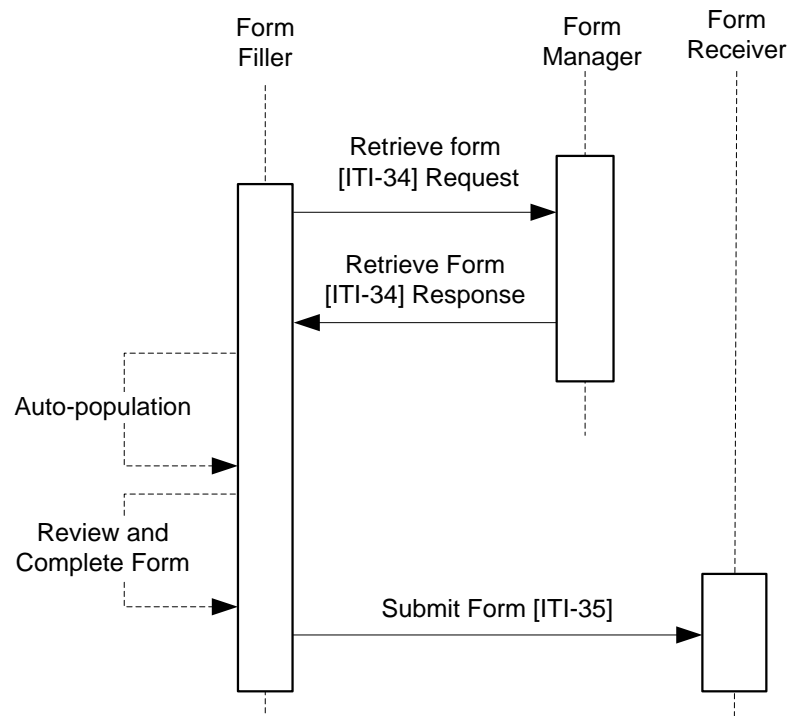 Form
Filler
Form
Manager
Form
Receiver
Retrieve form
[ITI-34] Request
Retrieve Form
[ITI-34] Response
Auto-population
Review and
Complete Form
Submit Form [ITI-35]